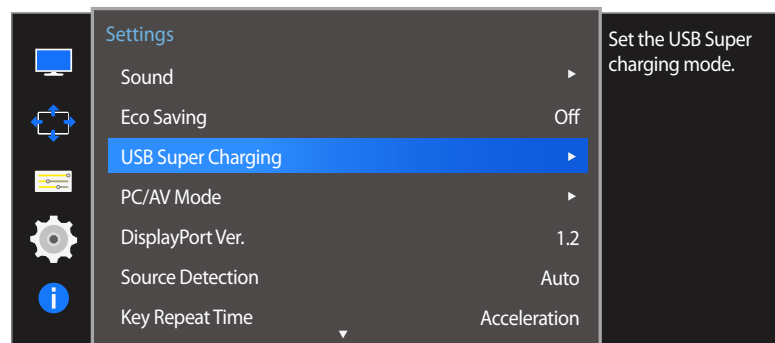 Settings
Sound
Eco Saving Off
USB Super Charging
PC/AV Mode
DisplayPort Ver. 1.2
Source Detection Auto
Key Repeat Time Acceleration
Set the USB Super
charging mode.